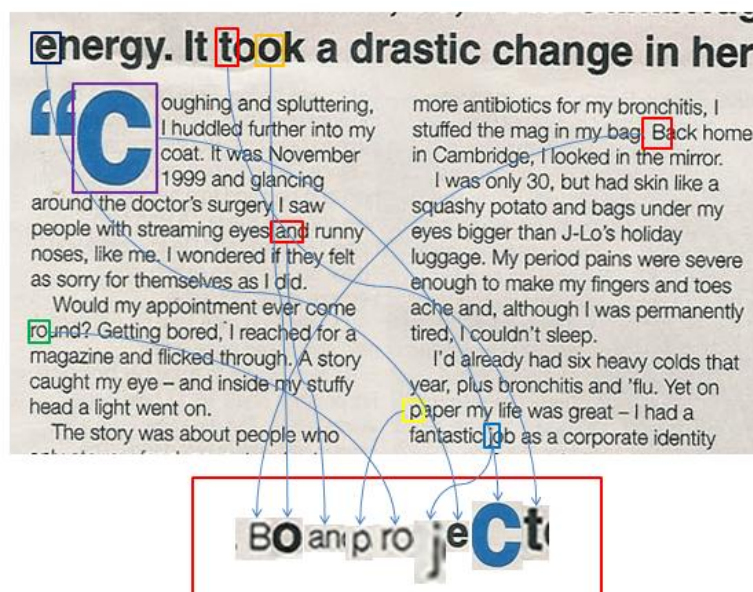 energy. It took a drastic change in her
“Coughing and spluttering,
I huddled further into my
coat. It was November
1999 and glancing
around the doctor's surgery I saw
people with streaming eyes and runny
noses, like me. I wondered if they felt
as sorry for themselves as I did.
Would my appointment ever come
round? Getting bored, I reached for a
magazine and flicked through. A story
caught my eye – and inside my stuffy
head a light went on.
The story was about people who
more antibiotics for my bronchitis, I
stuffed the mag in my bag. Back home
in Cambridge, I looked in the mirror.
I was only 30, but had skin like a
squashy potato and bags under my
eyes bigger than J-Lo's holiday
luggage. My period pains were severe
enough to make my fingers and toes
ache and, although I was permanently
tired, I couldn't sleep.
I'd already had six heavy colds that
year, plus bronchitis and 'flu. Yet on
paper my life was great – I had a
fantastic job as a corporate identity
. Bo an p ro jeCt